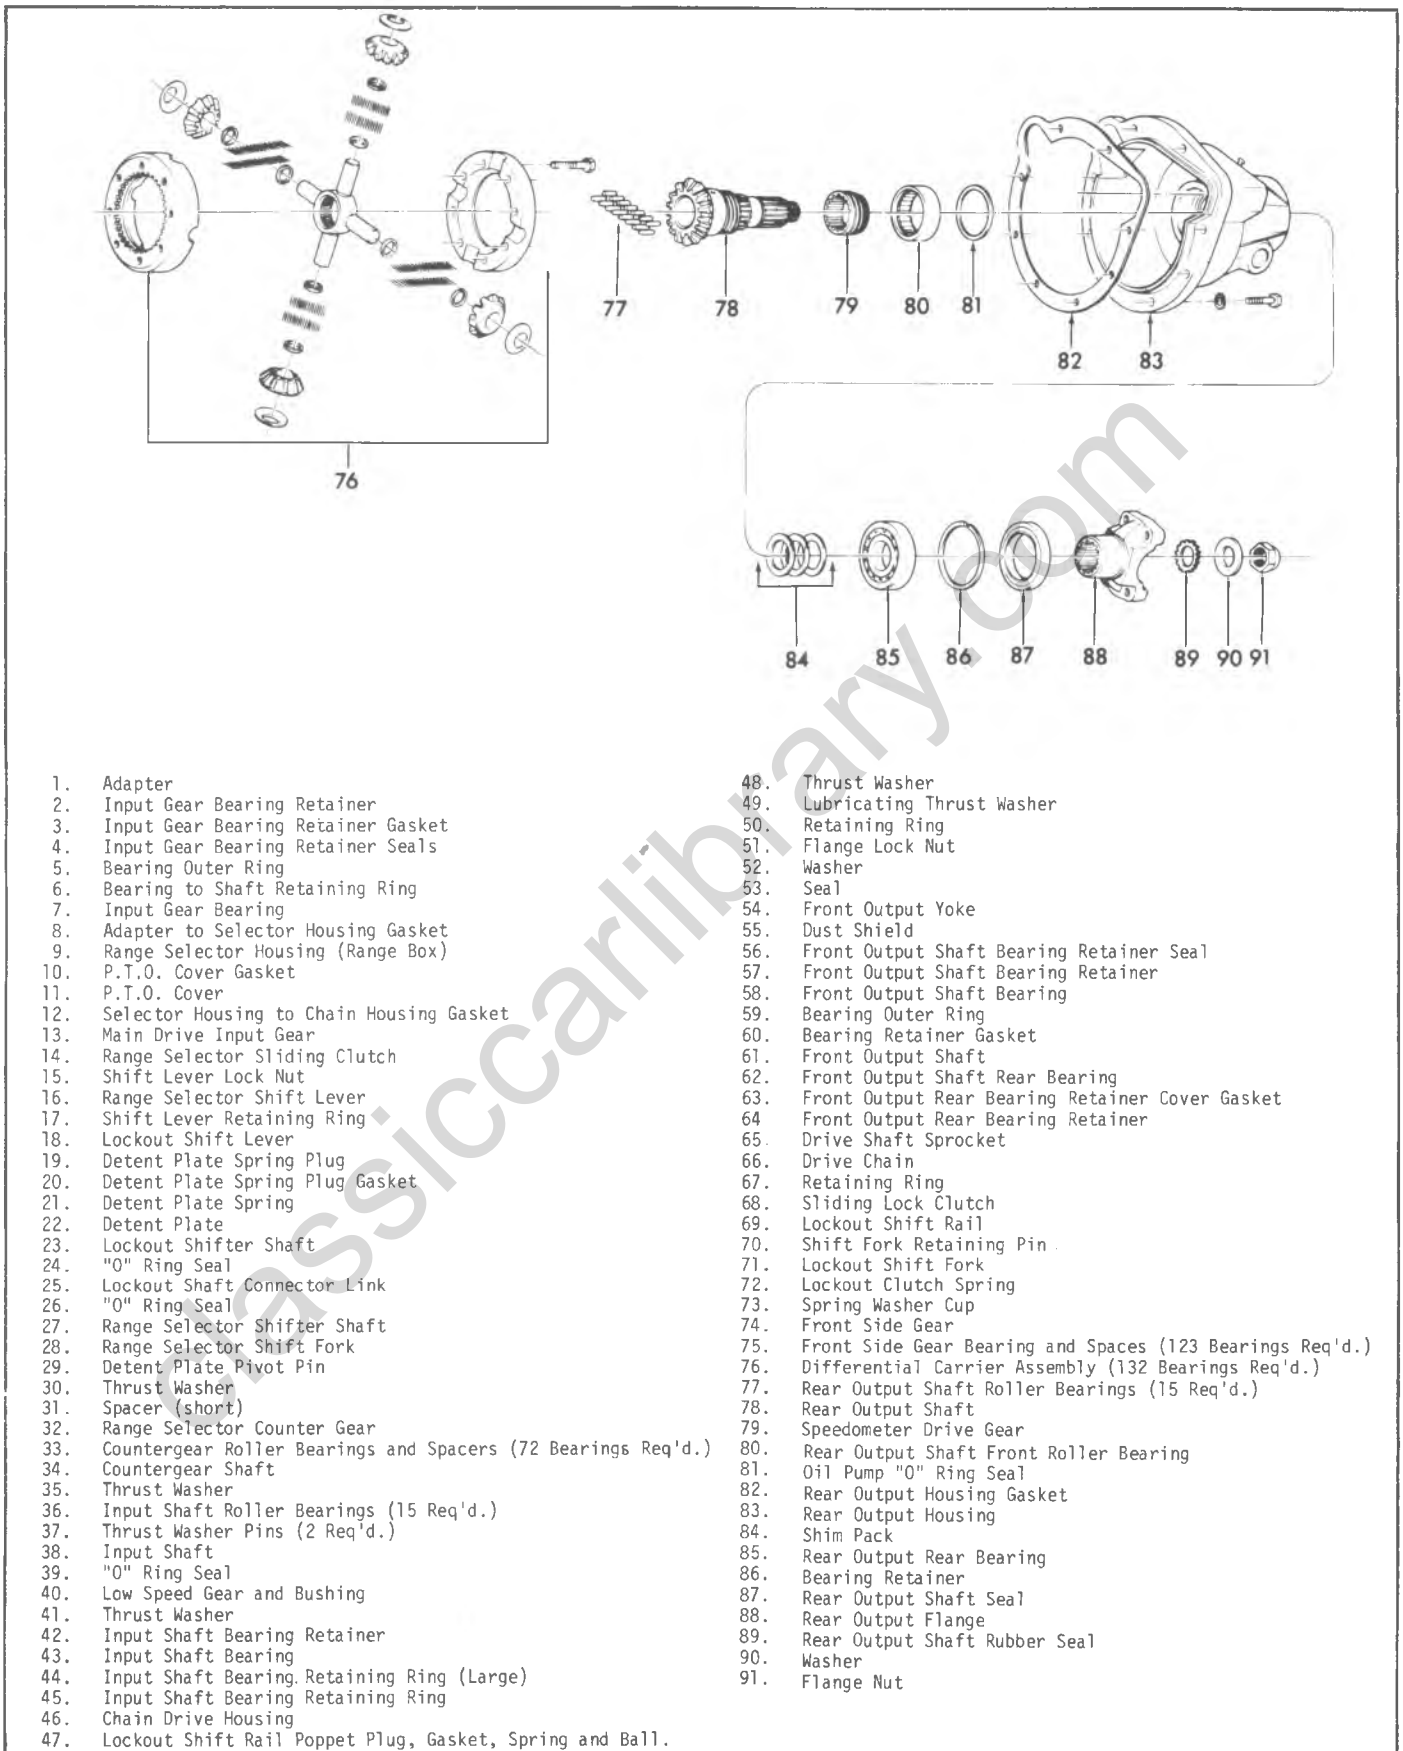 77
78
79
80
81
82
83
76
84
85
86
87
88
89
90
91
1. Adapter
2. Input Gear Bearing Retainer
3. Input Gear Bearing Retainer Gasket
4. Input Gear Bearing Retainer Seals
5. Bearing Outer Ring
6. Bearing to Shaft Retaining Ring
7. Input Gear Bearing
8. Adapter to Selector Housing Gasket
9. Range Selector Housing (Range Box)
10. P.T.O. Cover Gasket
11. P.T.O. Cover
12. Selector Housing to Chain Housing Gasket
13. Main Drive Input Gear
14. Range Selector Sliding Clutch
15. Shift Lever Lock Nut
16. Range Selector Shift Lever
17. Shift Lever Retaining Ring
18. Lockout Shift Lever
19. Detent Plate Spring Plug
20. Detent Plate Spring Plug Gasket
21. Detent Plate Spring
22. Detent Plate
23. Lockout Shifter Shaft
24. "O" Ring Seal
25. Lockout Shaft Connector Link
26. "O" Ring Seal
27. Range Selector Shifter Shaft
28. Range Selector Shift Fork
29. Detent Plate Pivot Pin
30. Thrust Washer
31. Spacer (short)
32. Range Selector Counter Gear
33. Countergear Roller Bearings and Spacers (72 Bearings Req'd.)
34. Countergear Shaft
35. Thrust Washer
36. Input Shaft Roller Bearings (15 Req'd.)
37. Thrust Washer Pins (2 Req'd.)
38. Input Shaft
39. "O" Ring Seal
40. Low Speed Gear and Bushing
41. Thrust Washer
42. Input Shaft Bearing Retainer
43. Input Shaft Bearing
44. Input Shaft Bearing Retaining Ring (Large)
45. Input Shaft Bearing Retaining Ring
46. Chain Drive Housing
47. Lockout Shift Rail Poppet Plug, Gasket, Spring and Ball.
48. Thrust Washer
49. Lubricating Thrust Washer
50. Retaining Ring
51. Flange Lock Nut
52. Washer
53. Seal
54. Front Output Yoke
55. Dust Shield
56. Front Output Shaft Bearing Retainer Seal
57. Front Output Shaft Bearing Retainer
58. Front Output Shaft Bearing
59. Bearing Outer Ring
60. Bearing Retainer Gasket
61. Front Output Shaft
62. Front Output Shaft Rear Bearing
63. Front Output Rear Bearing Retainer Cover Gasket
64 Front Output Rear Bearing Retainer
65. Drive Shaft Sprocket
66. Drive Chain
67. Retaining Ring
68. Sliding Lock Clutch
69. Lockout Shift Rail
70. Shift Fork Retaining Pin
71. Lockout Shift Fork
72. Lockout Clutch Spring
73. Spring Washer Cup
74. Front Side Gear
75. Front Side Gear Bearing and Spaces (123 Bearings Req'd.)
76. Differential Carrier Assembly (132 Bearings Req'd.)
77. Rear Output Shaft Roller Bearings (15 Req'd.)
78. Rear Output Shaft
79. Speedometer Drive Gear
80. Rear Output Shaft Front Roller Bearing
81. Oil Pump "O" Ring Seal
82. Rear Output Housing Gasket
83. Rear Output Housing
84. Shim Pack
85. Rear Output Rear Bearing
86. Bearing Retainer
87. Rear Output Shaft Seal
88. Rear Output Flange
89. Rear Output Shaft Rubber Seal
90. Washer
91. Flange Nut
classiccarlibrary.com